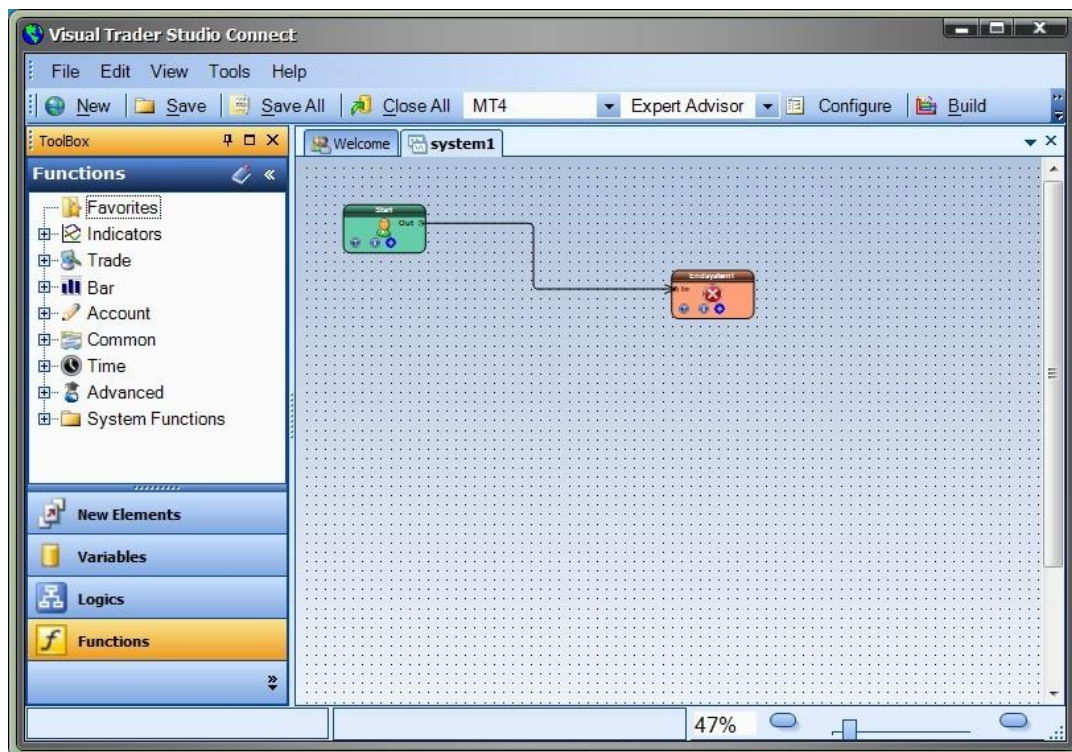 Visual Trader Studio Connect
File Edit View Tools Help
New Save Save All Close All MT4 Expert Advisor Configure Build
ToolBox
Welcome system1
Functions
Favorites
Indicators
Trade
Bar
Account
Common
Time
Advanced
System Functions
Start
Out
Endsystem1
In
New Elements
Variables
Logics
Functions
47%